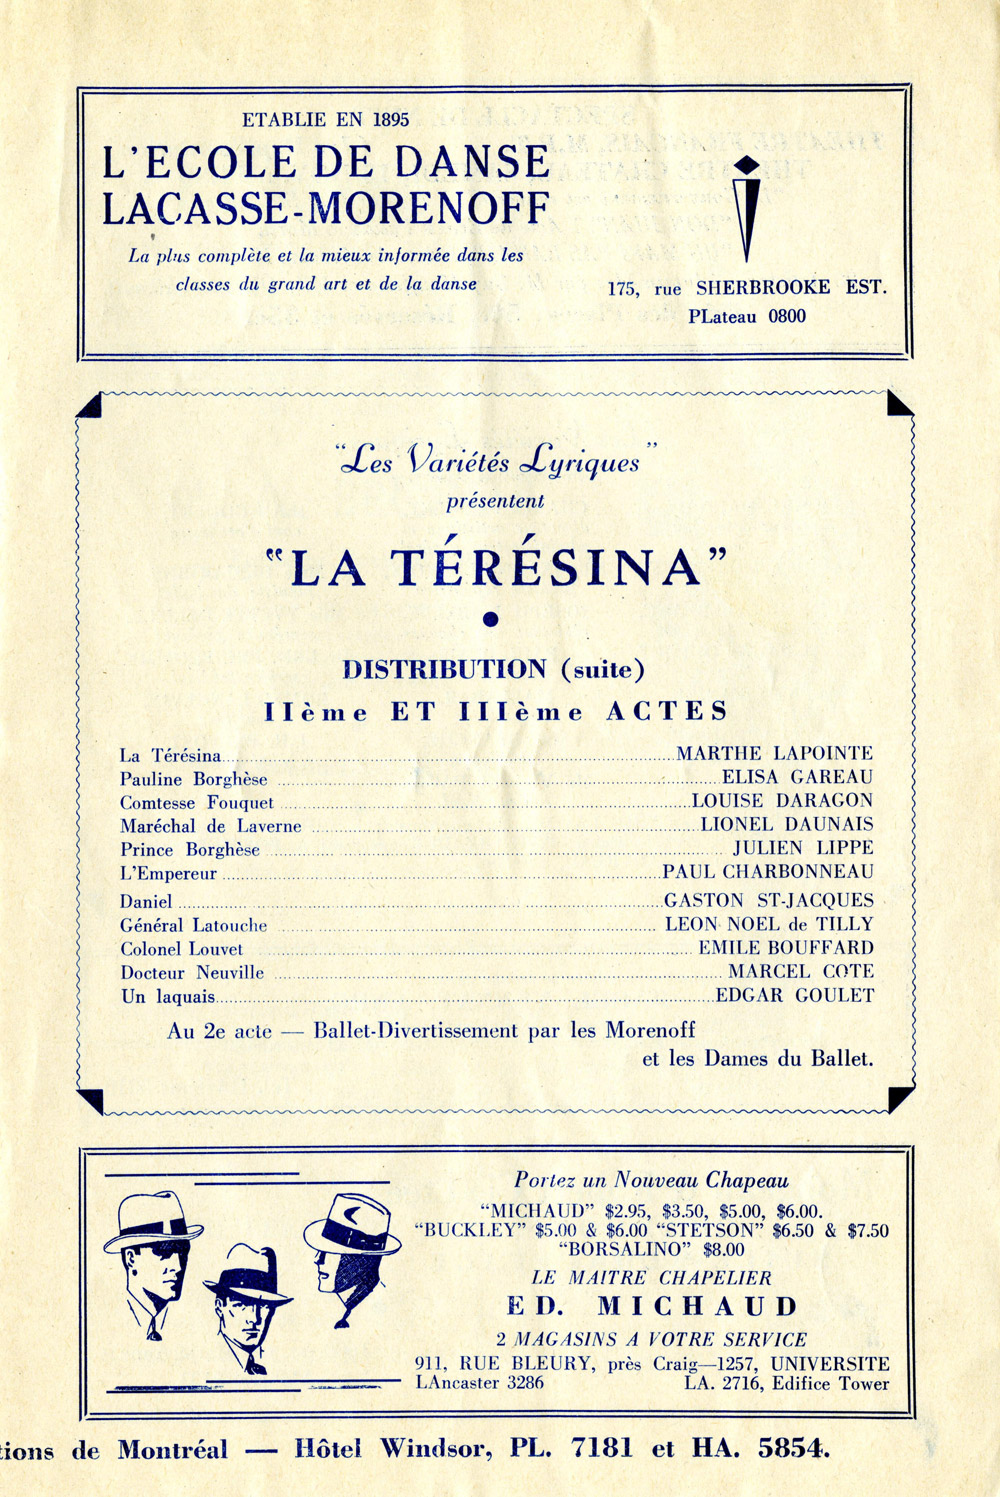 ETABLIE EN 1895
L'ECOLE DE DANSE
LACASSE-MORENOFF
La plus complète et la mieux informée dans les
classes du grand art et de la danse
175, rue SHERBROOKE EST.
PLateau 0800
"Les Variétés Lyriques"
présentent
"LA TÉRÉSINA"
DISTRIBUTION (suite)
IIème ET IIIème ACTES
La Térésina MARTHE LAPOINTE
Pauline Borghèse ELISA GAREAU
Comtesse Fouquet LOUISE DARAGON
Maréchal de Laverne LIONEL DAUNAIS
Prince Borghèse JULIEN LIPPE
L'Empereur PAUL CHARBONNEAU
Daniel GASTON ST-JACQUES
Général Latouche LEON NOEL de TILLY
Colonel Louvet EMILE BOUFFARD
Docteur Neuville MARCEL COTE
Un laquais EDGAR GOULET
Au 2e acte — Ballet-Divertissement par les Morenoff
et les Dames du Ballet.
Portez un Nouveau Chapeau
"MICHAUD" $2.95, $3.50, $5.00, $6.00.
"BUCKLEY" $5.00 & $6.00 "STETSON" $6.50 & $7.50
"BORSALINO" $8.00
LE MAITRE CHAPELIER
ED. MICHAUD
2 MAGASINS A VOTRE SERVICE
911, RUE BLEURY, près Craig—1257, UNIVERSITE
LAncaster 3286 LA. 2716, Edifice Tower
tions de Montréal — Hôtel Windsor, PL. 7181 et HA. 5854.